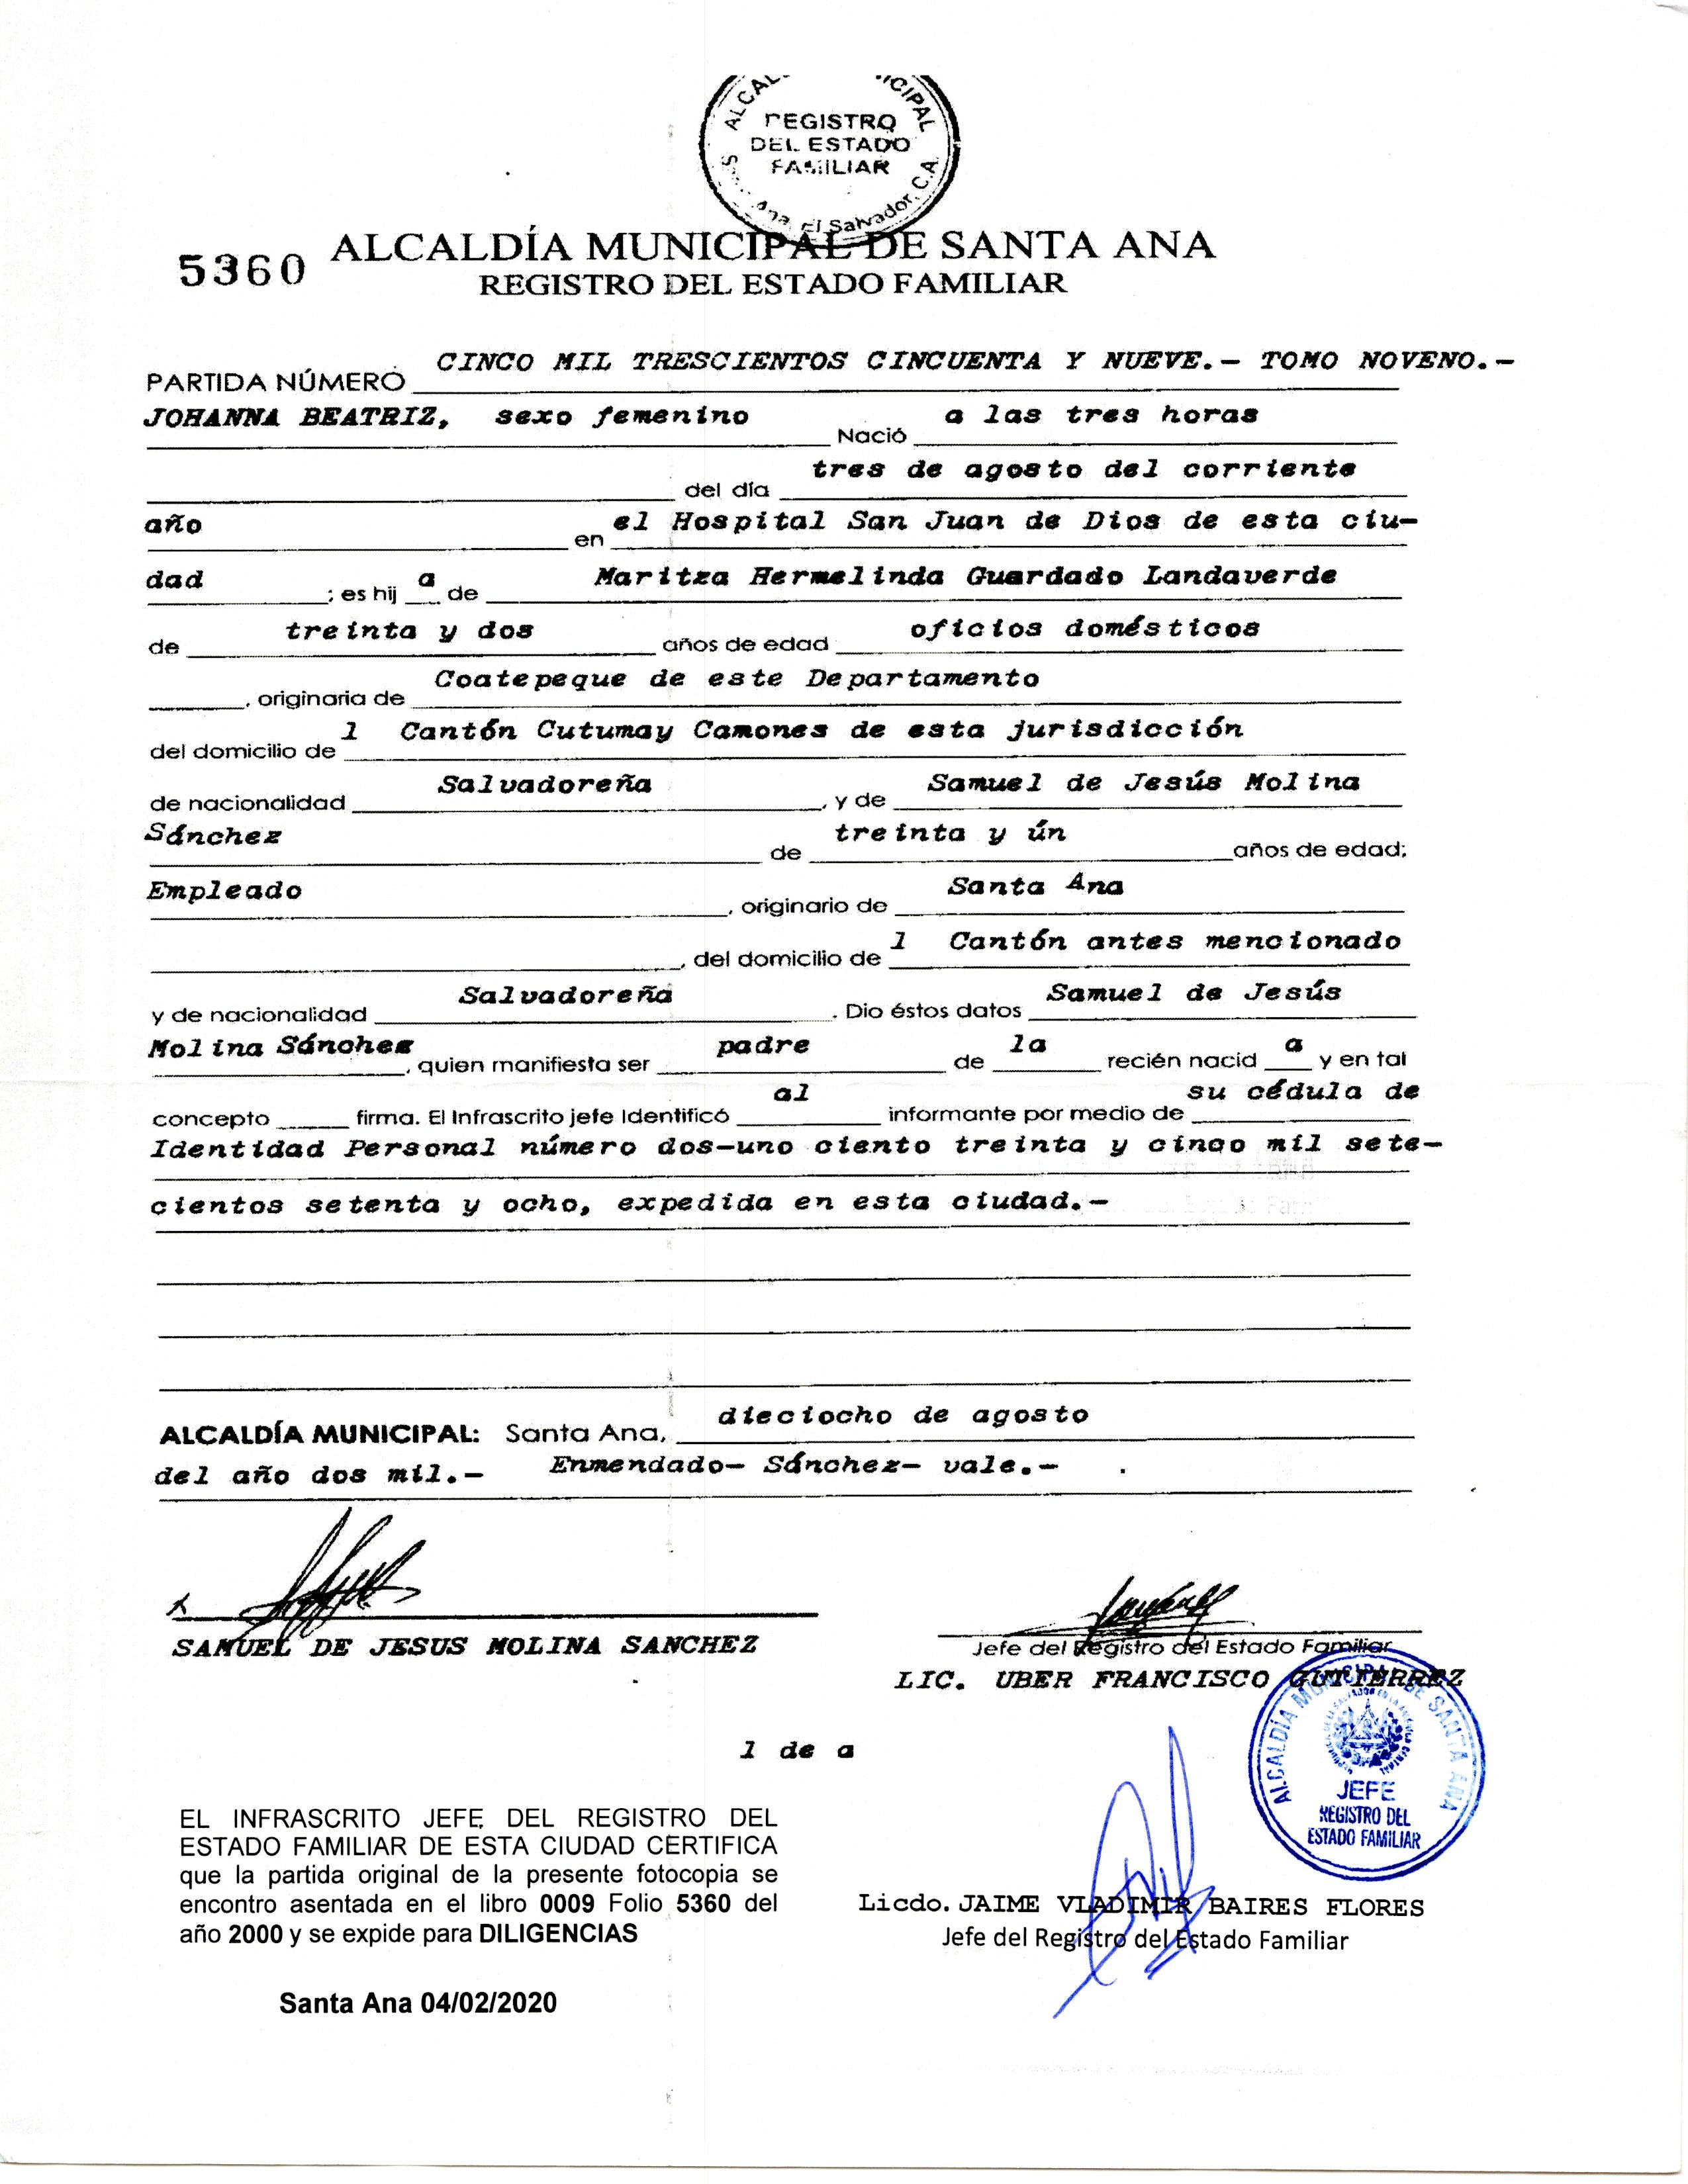 REGISTRO
DEL ESTADO
FAMILIAR
El Salvador, C.A.
5360 ALCALDÍA MUNICIPAL DE SANTA ANA
REGISTRO DEL ESTADO FAMILIAR
PARTIDA NÚMERO CINCO MIL TRESCIENTOS CINCUENTA Y NUEVE.- TOMO NOVENO.-
JOHANNA BEATRIZ, sexo femenino Nació a las tres horas
del día tres de agosto del corriente
año en el Hospital San Juan de Dios de esta ciu-
dad ; es hij a de Maritza Hermelinda Guardado Landaverde
de treinta y dos años de edad oficios domésticos
, originaria de Coatepeque de este Departamento
del domicilio de l Cantón Cutumay Camones de esta jurisdicción
de nacionalidad Salvadoreña , y de Samuel de Jesús Molina
Sánchez de treinta y ún años de edad;
Empleado , originario de Santa Ana
, del domicilio de l Cantón antes mencionado
y de nacionalidad Salvadoreña . Dio éstos datos Samuel de Jesús
Molina Sánchez , quien manifiesta ser padre de la recién nacid a y en tal
concepto firma. El Infrascrito jefe Identificó al informante por medio de su cédula de
Identidad Personal número dos-uno ciento treinta y cinco mil sete-
cientos setenta y ocho, expedida en esta ciudad.-
ALCALDÍA MUNICIPAL: Santa Ana, dieciocho de agosto
del año dos mil.- Enmendado- Sánchez- vale.-
SAMUEL DE JESUS MOLINA SANCHEZ
Jefe del Registro del Estado Familiar
LIC. UBER FRANCISCO GUTIERREZ
ALCALDÍA MUNICIPAL DE SANTA ANA
JEFE
REGISTRO DEL
ESTADO FAMILIAR
l de a
EL INFRASCRITO JEFE DEL REGISTRO DEL
ESTADO FAMILIAR DE ESTA CIUDAD CERTIFICA
que la partida original de la presente fotocopia se
encontro asentada en el libro 0009 Folio 5360 del
año 2000 y se expide para DILIGENCIAS
Licdo. JAIME VLADIMIR BAIRES FLORES
Jefe del Registro del Estado Familiar
Santa Ana 04/02/2020